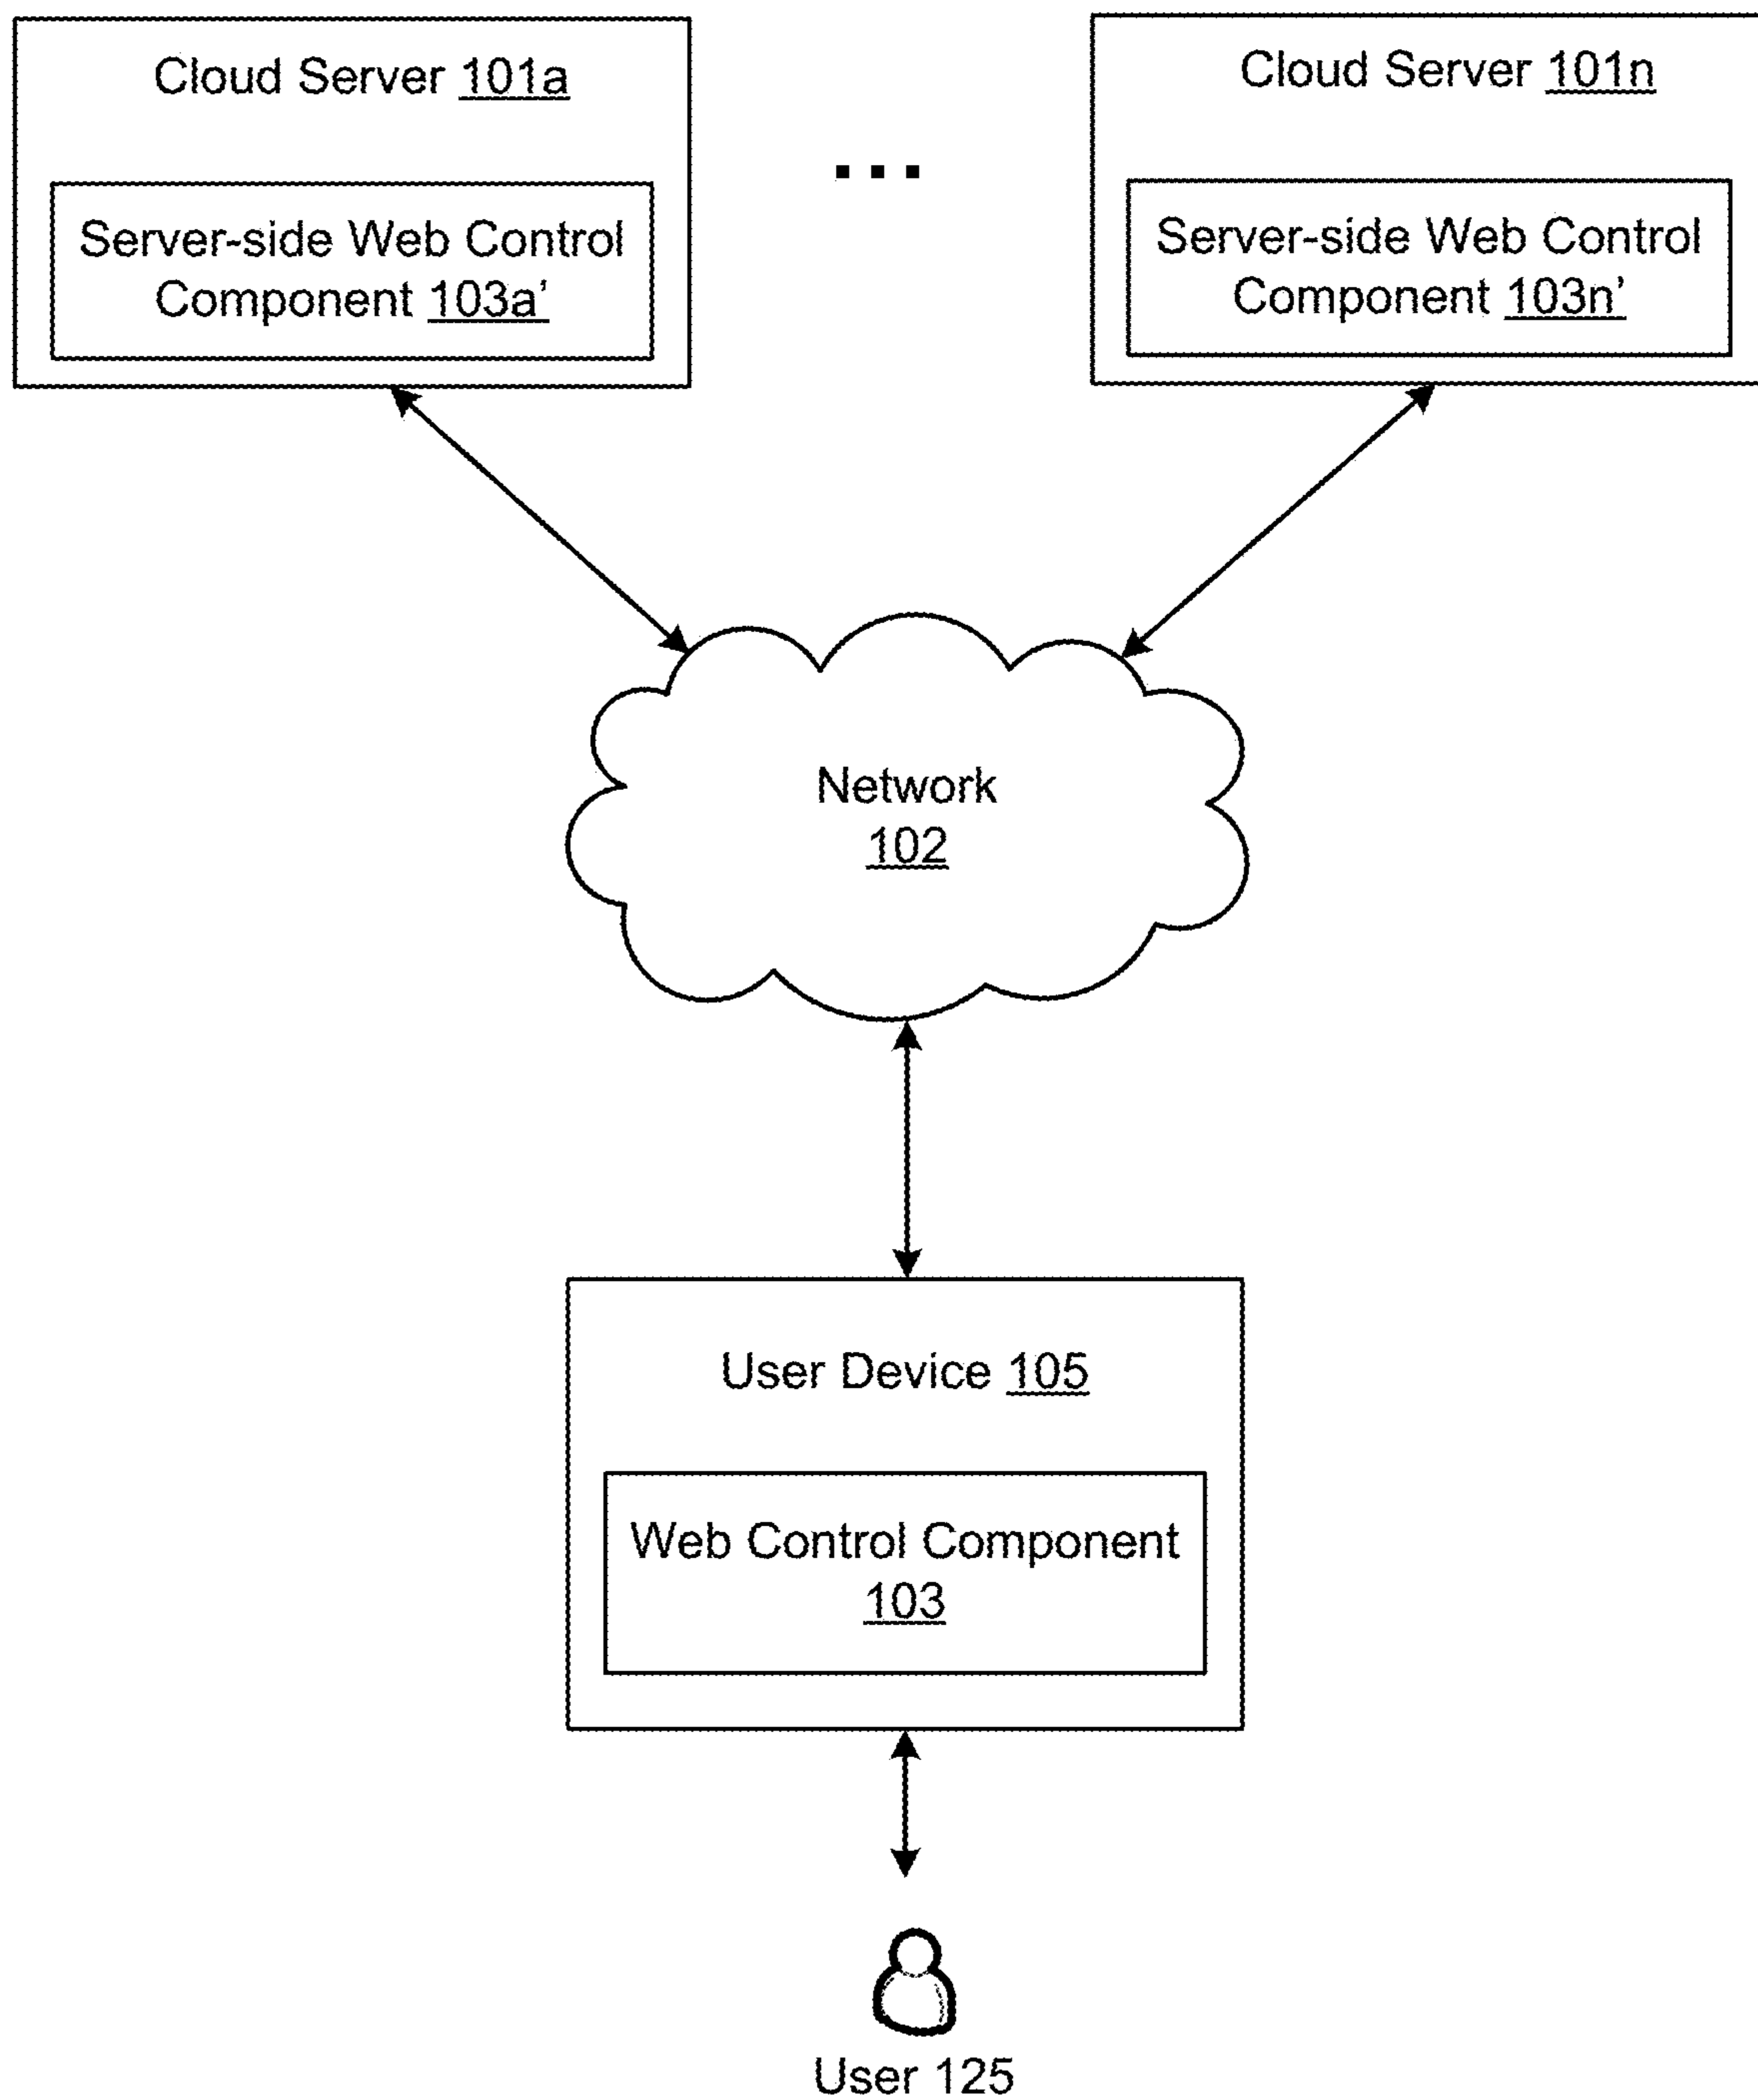 Cloud Server 101a
Server-side Web Control
Component 103a’
...
Cloud Server 101n
Server-side Web Control
Component 103n’
Network
102
User Device 105
Web Control Component
103
User 125